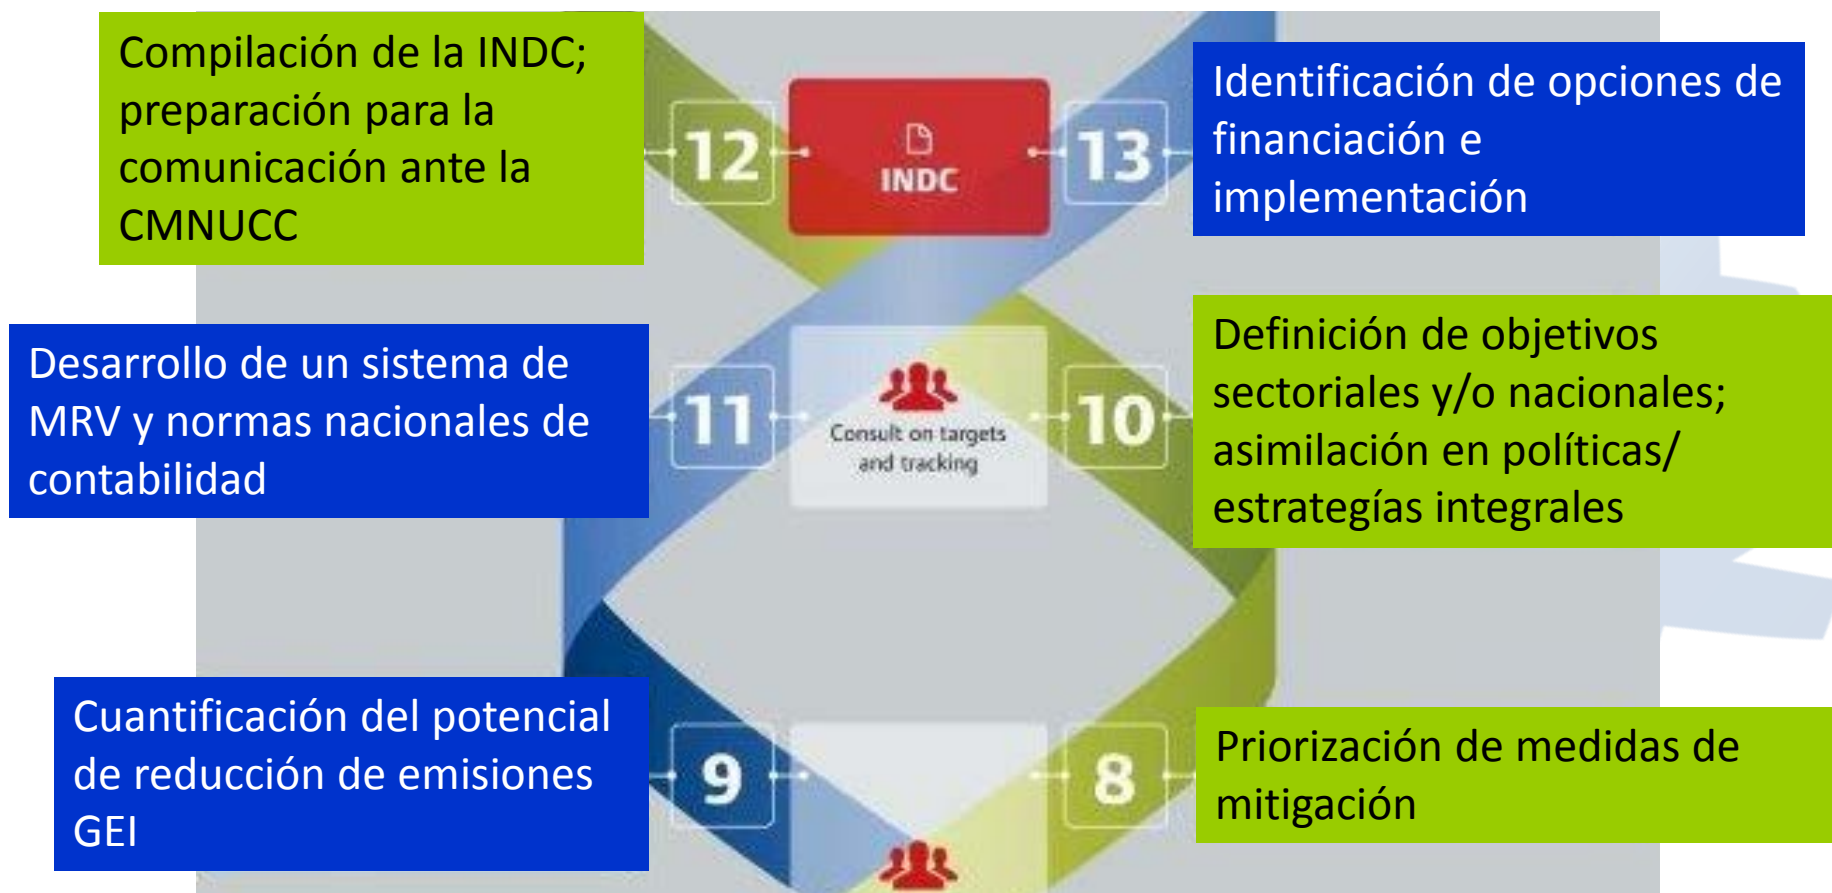 Compilación de la INDC;
preparación para la
comunicación ante la
CMNUCC
12
INDC
13
Identificación de opciones de
financiación e
implementación
Desarrollo de un sistema de
MRV y normas nacionales de
contabilidad
11
Consult on targets
and tracking
10
Definición de objetivos
sectoriales y/o nacionales;
asimilación en políticas/
estrategías integrales
Cuantificación del potencial
de reducción de emisiones
GEI
9
8
Priorización de medidas de
mitigación